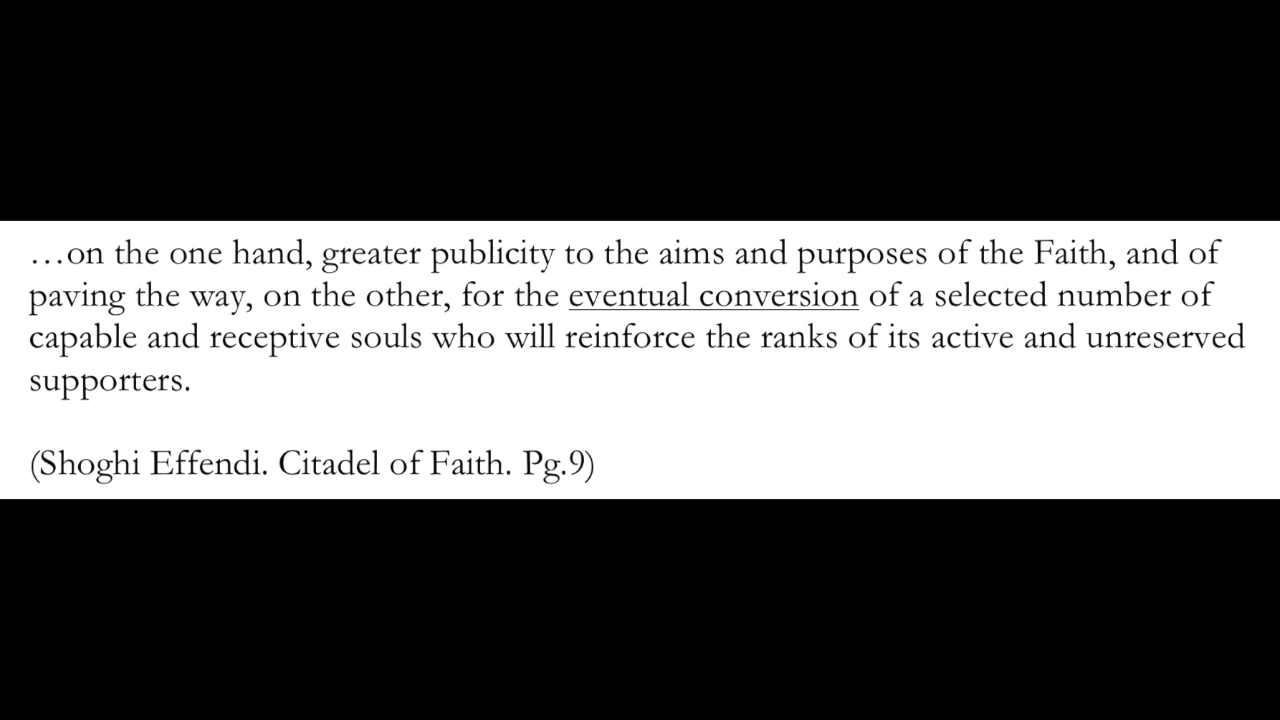 …on the one hand, greater publicity to the aims and purposes of the Faith, and of
paving the way, on the other, for the eventual conversion of a selected number of
capable and receptive souls who will reinforce the ranks of its active and unreserved
supporters.
(Shoghi Effendi. Citadel of Faith. Pg.9)